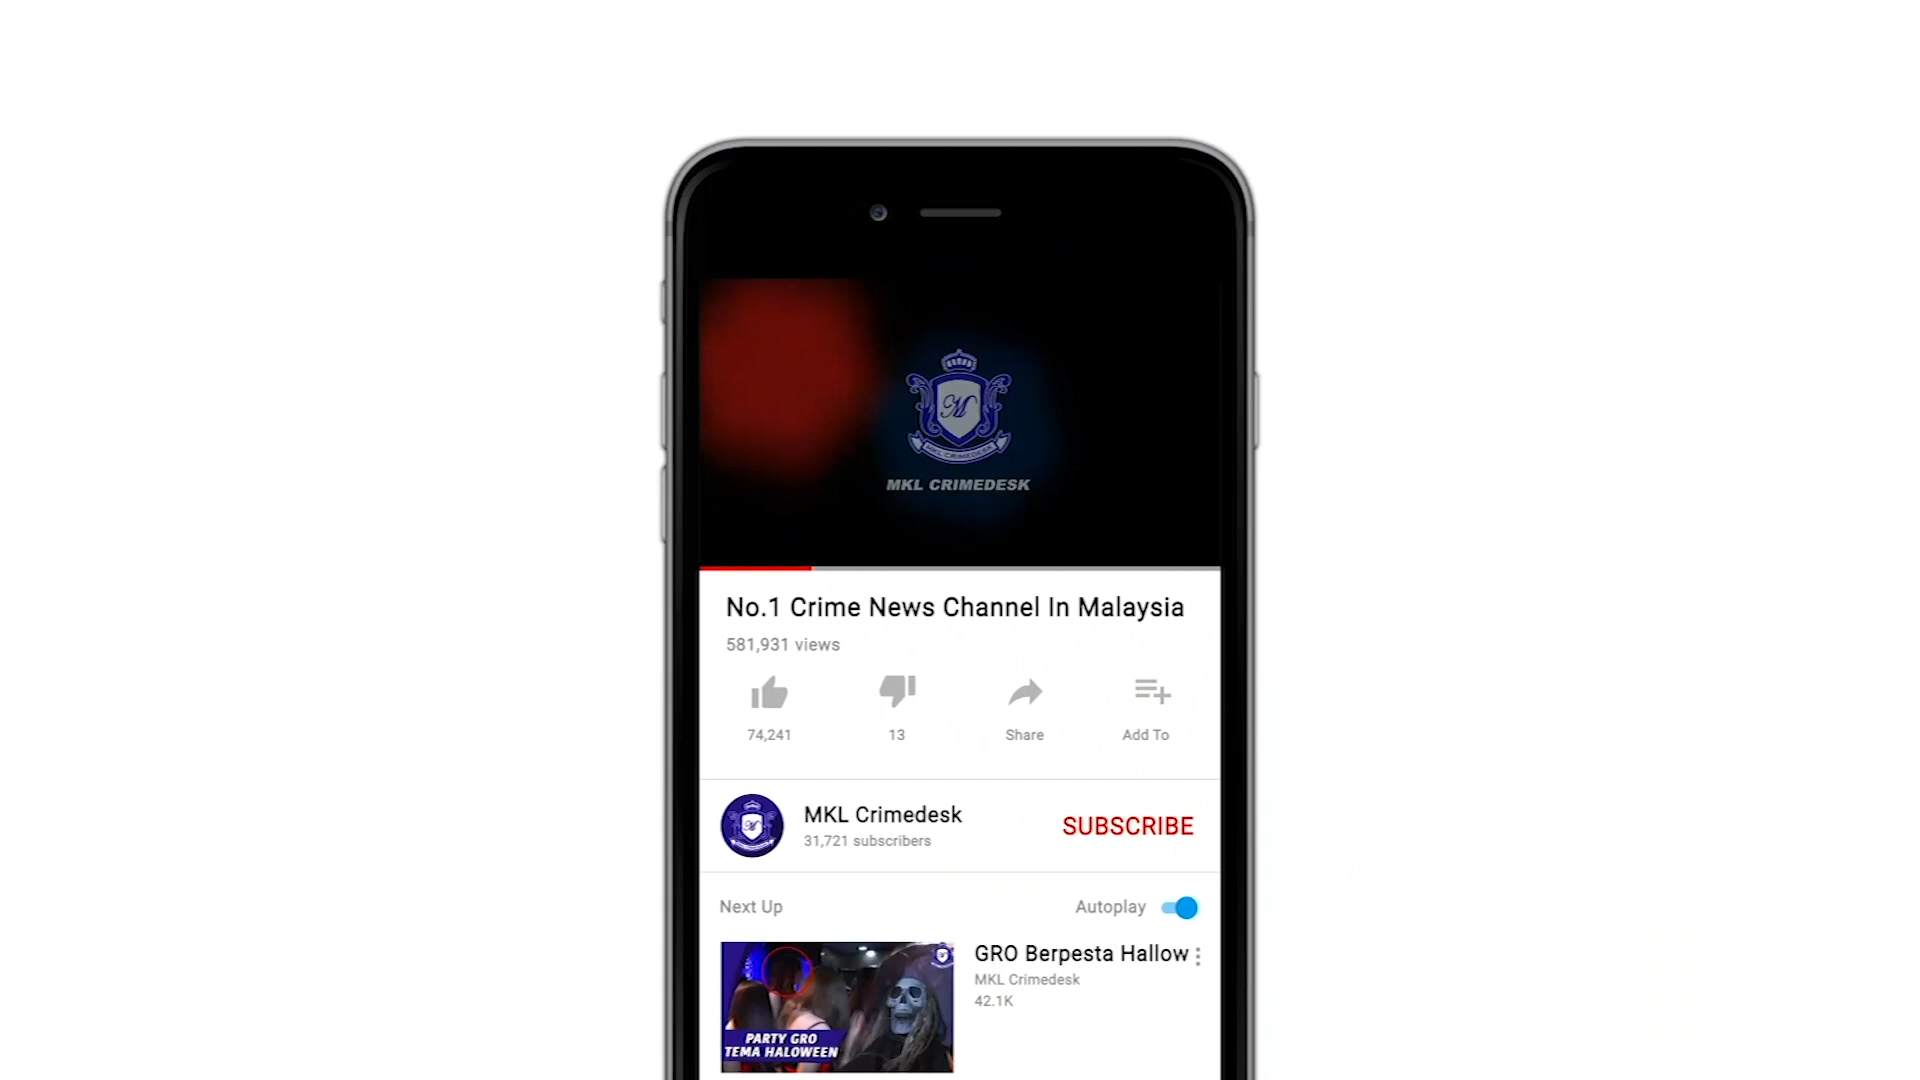 M
MKL CRIMEDESK
MKL CRIMEDESK
No.1 Crime News Channel In Malaysia
581,931 views
74,241
13
Share
Add To
MKL Crimedesk
31,721 subscribers
SUBSCRIBE
Next Up
Autoplay
GRO Berpesta Hallow
MKL Crimedesk
42.1K
PARTY GRO
TEMA HALOWEEN